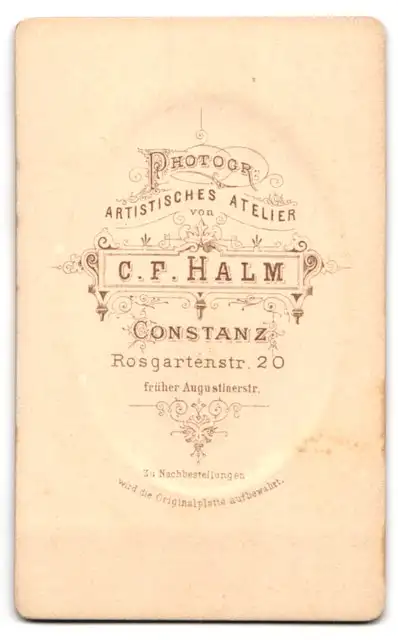 PHOTOGR.
ARTISTISCHES ATELIER
von
C. F. HALM
CONSTANZ
Rosgartenstr. 20
früher Augustinerstr.
Zu Nachbestellungen
wird die Originalplatte aufbewahrt.